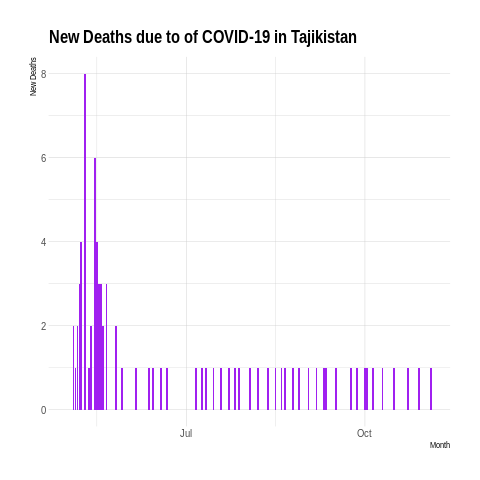 New Deaths due to of COVID-19 in Tajikistan
New Deaths
8
6
4
2
0
Jul
Oct
Month